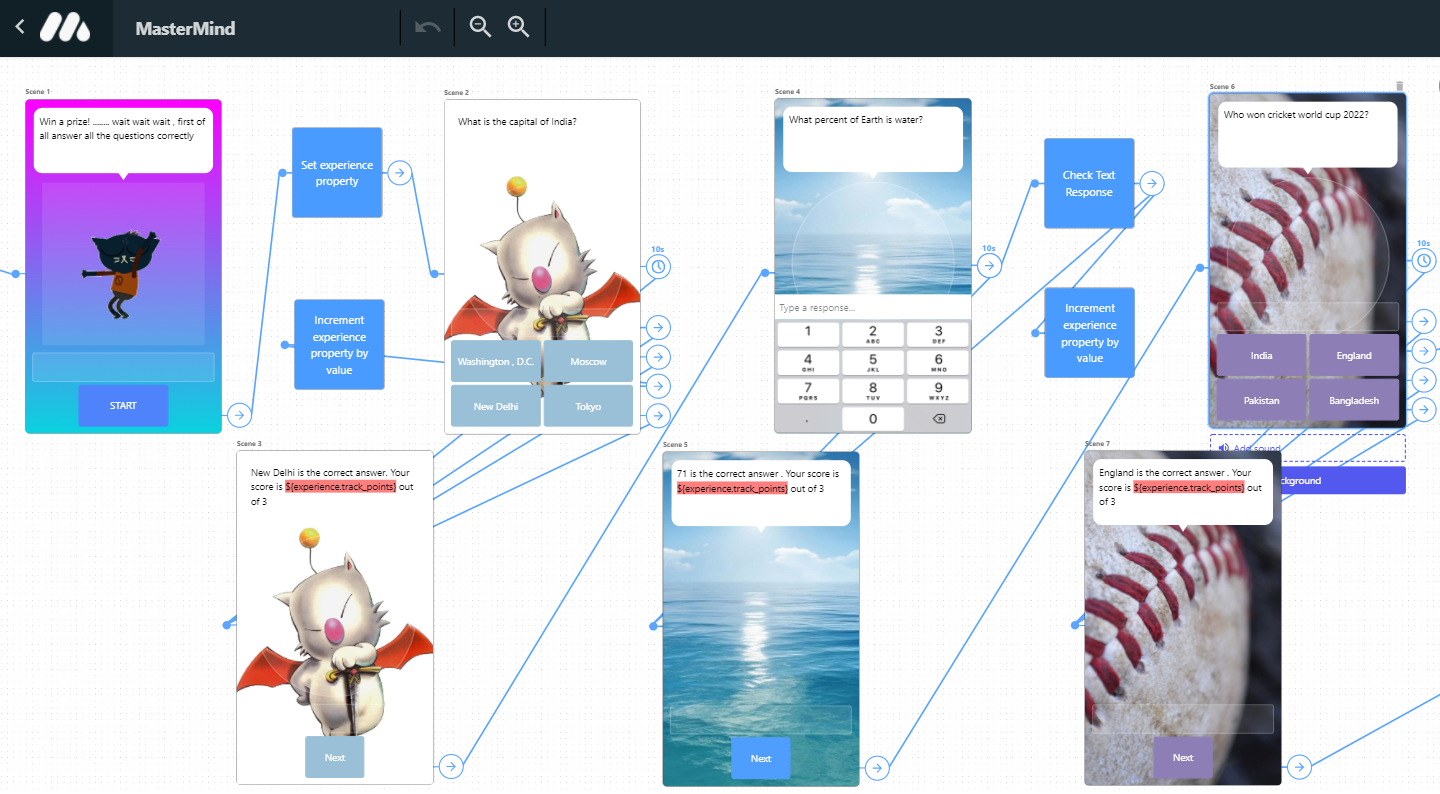 MasterMind
Scene 1
Win a prize! ........ wait wait wait , first of
all answer all the questions correctly
START
Set experience
property
Increment
experience
property by
value
Scene 2
What is the capital of India?
10s
Washington , D.C.
Moscow
New Delhi
Tokyo
Scene 4
What percent of Earth is water?
10s
Type a response...
1
2
ABC
3
DEF
4
GHI
5
JKL
6
MNO
7
PQRS
8
TUV
9
WXYZ
.
0
Check Text
Response
Increment
experience
property by
value
Scene 6
Who won cricket world cup 2022?
10s
India
England
Pakistan
Bangladesh
Add sound
ckground
Scene 3
New Delhi is the correct answer. Your
score is ${experience.track_points} out
of 3
Next
Scene 5
71 is the correct answer . Your score is
${experience.track_points} out of 3
Next
Scene 7
England is the correct answer . Your
score is ${experience.track_points} out
of 3
Next